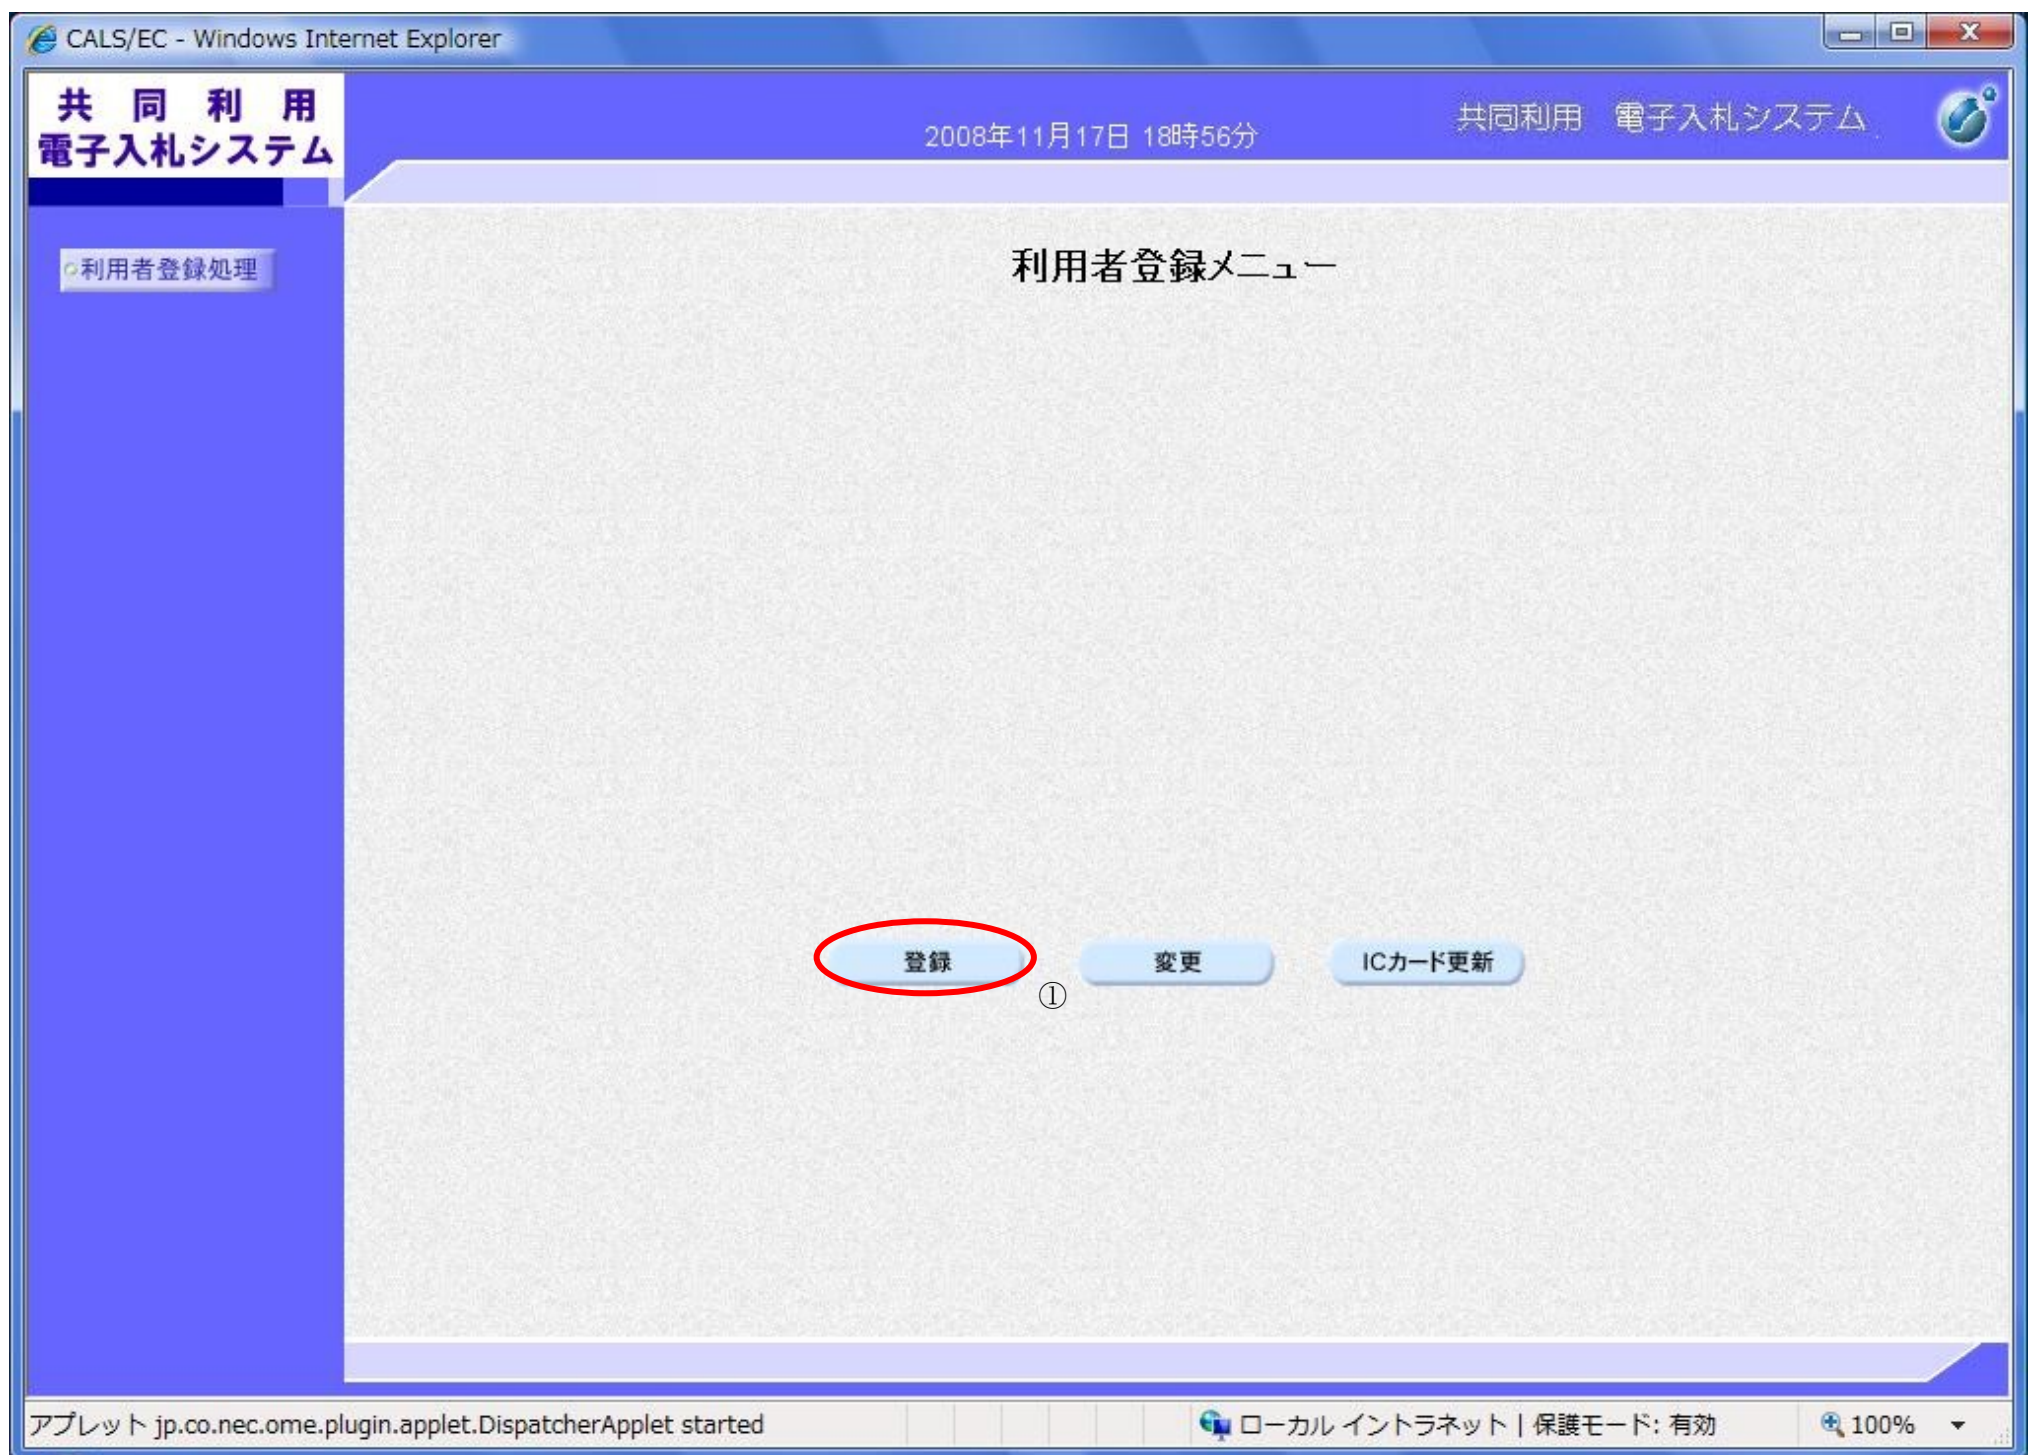 CALS/EC - Windows Internet Explorer
共 同 利 用
電子入札システム
2008年11月17日 18時56分
共同利用 電子入札システム
利用者登録処理
利用者登録メニュー
登録 変更 ICカード更新
①
アプレット jp.co.nec.ome.plugin.applet.DispatcherApplet started
ローカル イントラネット | 保護モード: 有効
100%